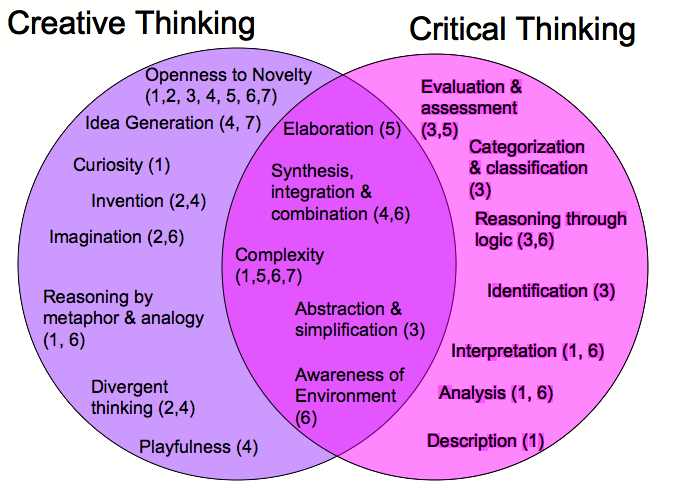 Creative Thinking
Critical Thinking
Openness to Novelty
(1,2, 3, 4, 5, 6,7)
Idea Generation (4, 7)
Curiosity (1)
Invention (2,4)
Imagination (2,6)
Reasoning by
metaphor & analogy
(1, 6)
Divergent
thinking (2,4)
Playfulness (4)
Elaboration (5)
Synthesis,
integration &
combination (4,6)
Complexity
(1,5,6,7)
Abstraction &
simplification (3)
Awareness of
Environment
(6)
Evaluation &
assessment
(3,5)
Categorization
& classification
(3)
Reasoning through
logic (3,6)
Identification (3)
Interpretation (1, 6)
Analysis (1, 6)
Description (1)